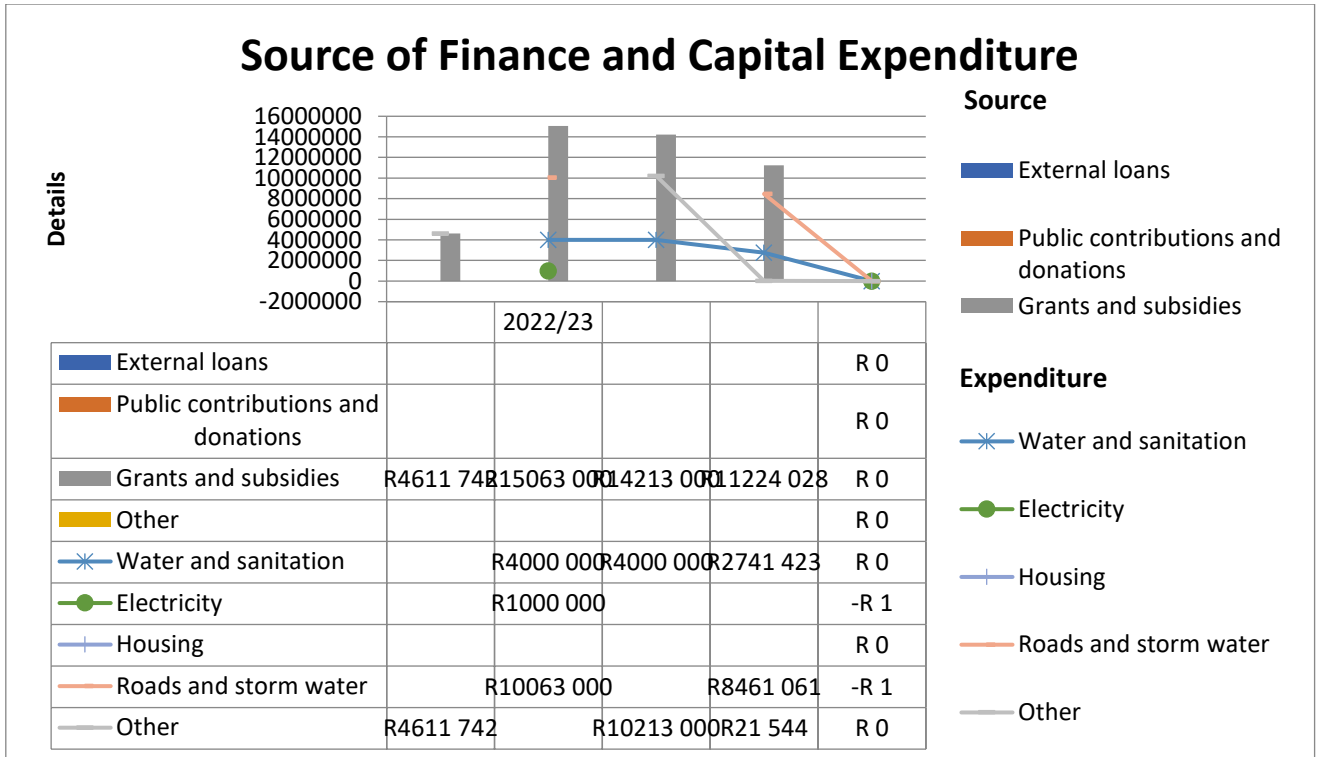 Source of Finance and Capital Expenditure
Details
16000000
14000000
12000000
10000000
8000000
6000000
4000000
2000000
0
-2000000
2022/23
External loans R 0
Public contributions and
donations R 0
Grants and subsidies R4611 742 R15063 000 R14213 000 R11224 028 R 0
Other R 0
Water and sanitation R4000 000 R4000 000 R2741 423 R 0
Electricity R1000 000 -R 1
Housing R 0
Roads and storm water R10063 000 R8461 061 -R 1
Other R4611 742 R10213 000 R21 544 R 0
Source
External loans
Public contributions and
donations
Grants and subsidies
Expenditure
Water and sanitation
Electricity
Housing
Roads and storm water
Other